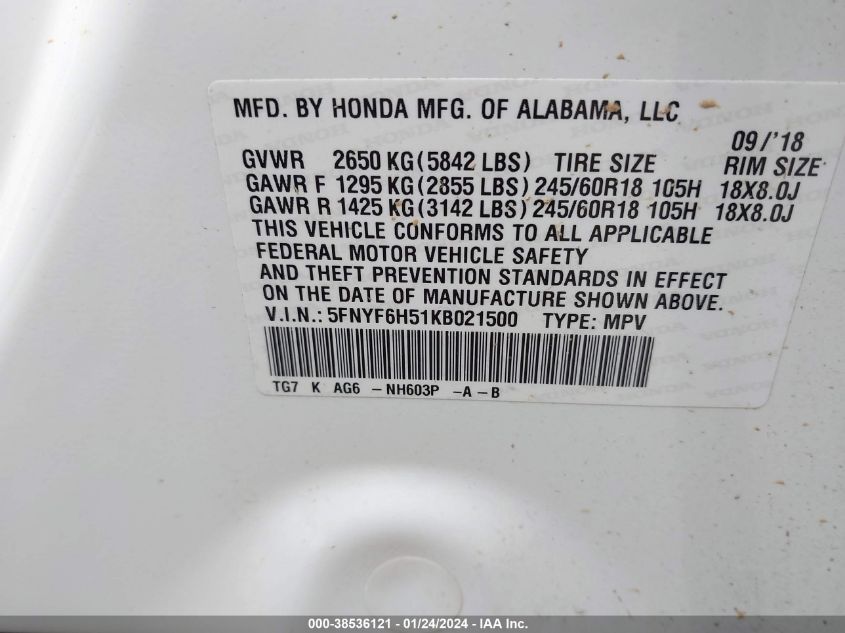 MFD. BY HONDA MFG. OF ALABAMA, LLC
09/'18
GVWR 2650 KG (5842 LBS) TIRE SIZE RIM SIZE
GAWR F 1295 KG (2855 LBS) 245/60R18 105H 18X8.0J
GAWR R 1425 KG (3142 LBS) 245/60R18 105H 18X8.0J
THIS VEHICLE CONFORMS TO ALL APPLICABLE
FEDERAL MOTOR VEHICLE SAFETY
AND THEFT PREVENTION STANDARDS IN EFFECT
ON THE DATE OF MANUFACTURE SHOWN ABOVE.
V.I.N.: 5FNYF6H51KB021500 TYPE: MPV
TG7 K AG6 - NH603P - A - B
000-38536121 - 01/24/2024 - IAA Inc.